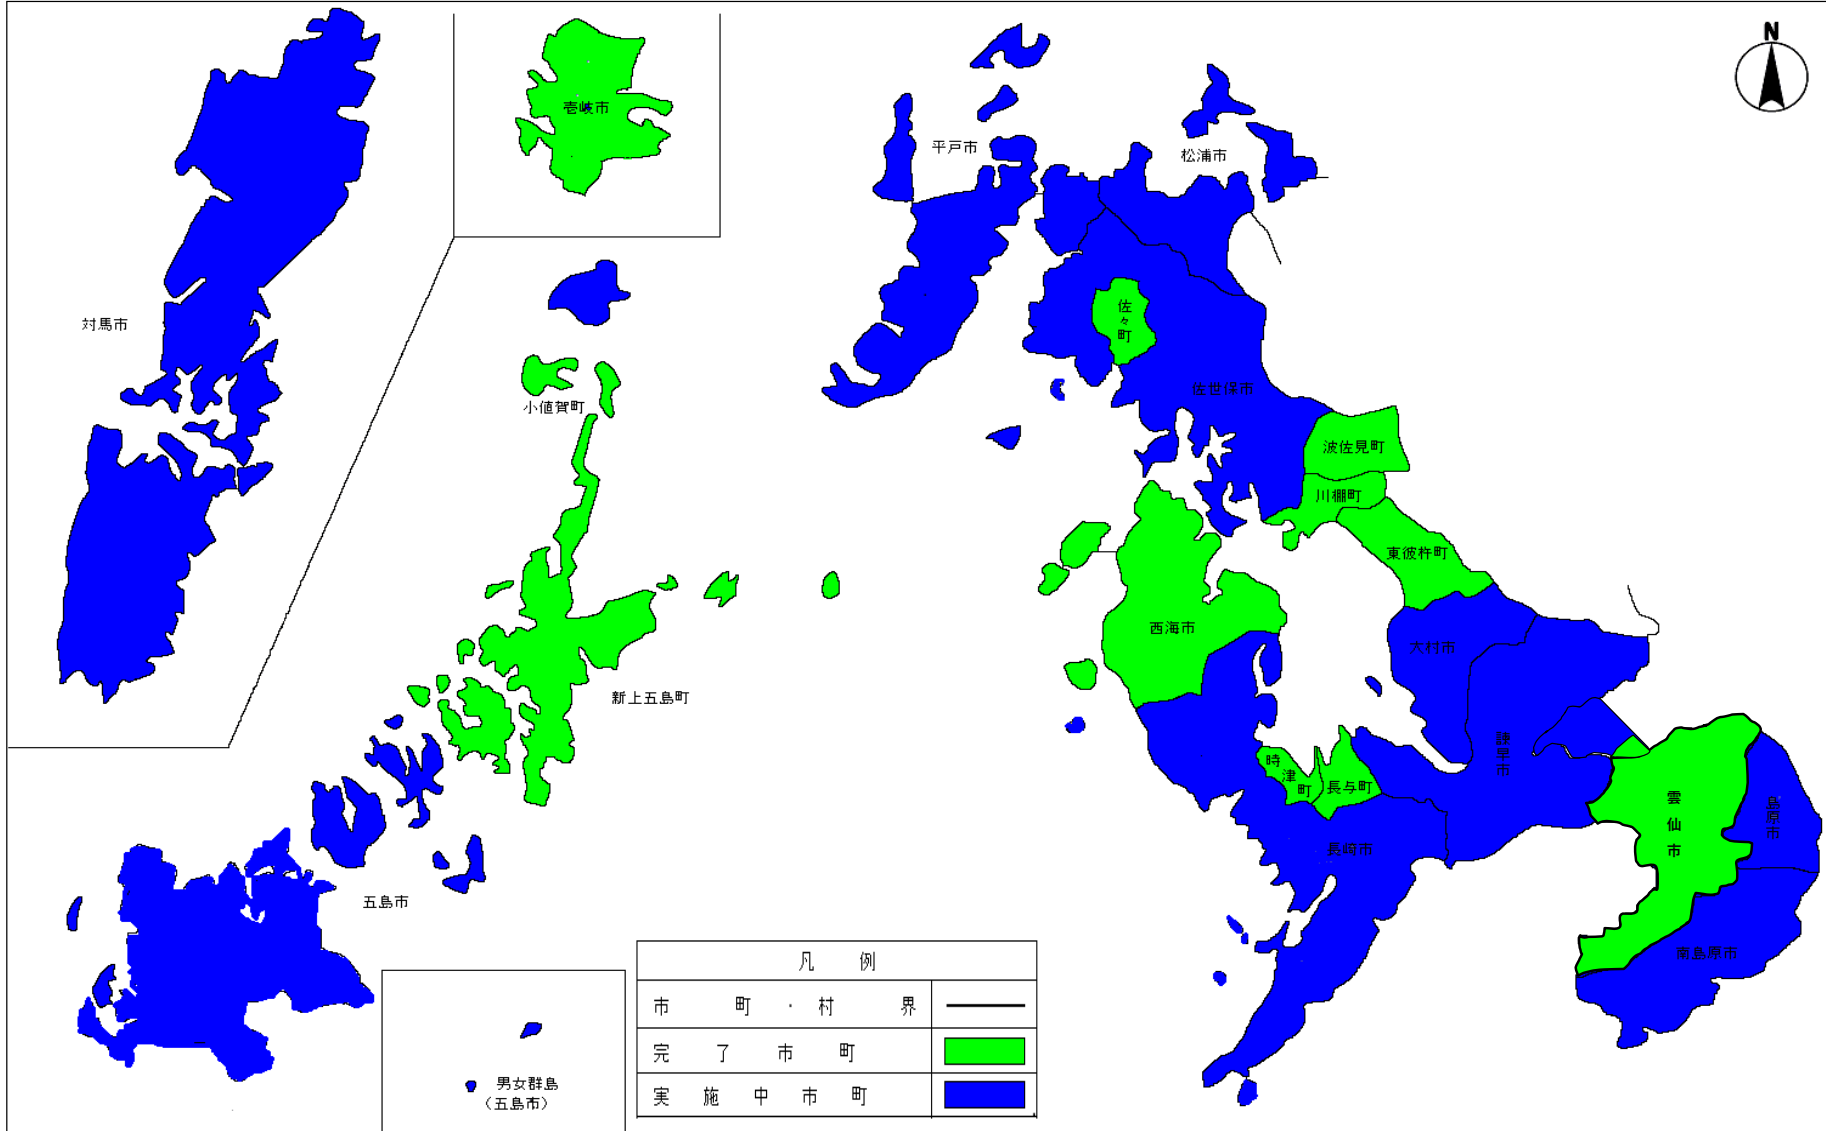 N
壱岐市
平戸市
松浦市
対馬市
佐々町
佐世保市
小値賀町
波佐見町
川棚町
東彼杵町
西海市
大村市
新上五島町
諫早市
時津町
長与町
雲仙市
島原市
長崎市
五島市
南島原市
男女群島
（五島市）
凡 例
市 町 ・ 村 界
完 了 市 町
実 施 中 市 町